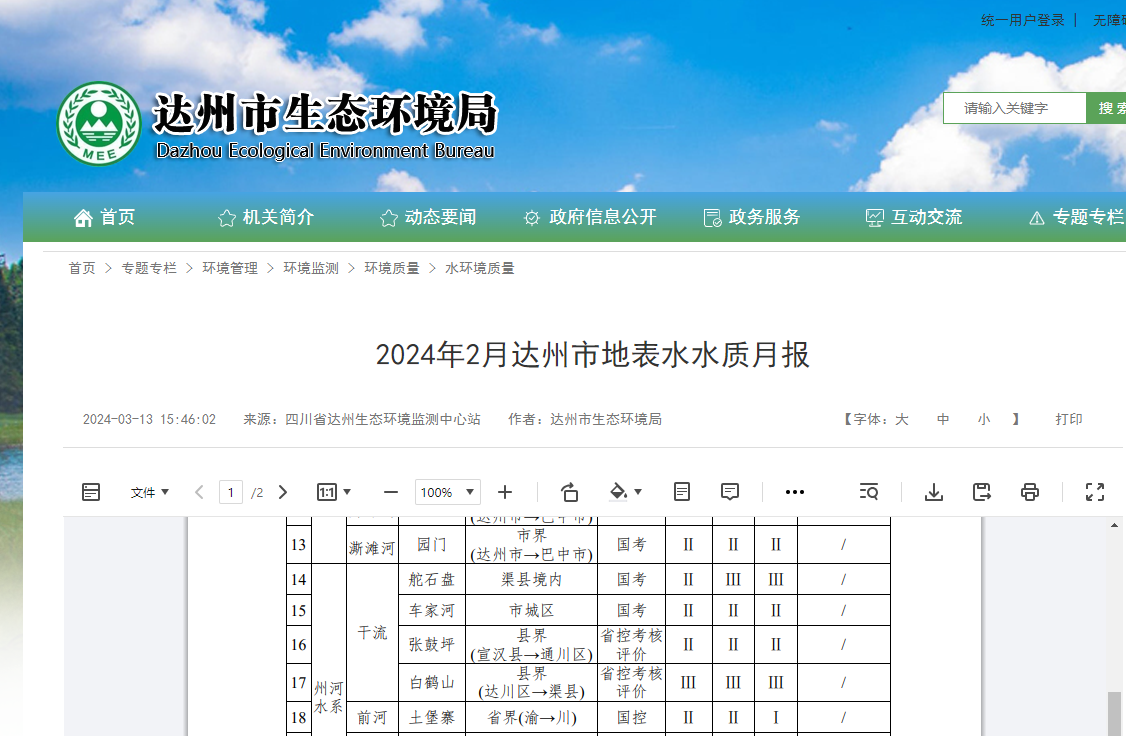 统一用户登录 | 无障
达州市生态环境局
Dazhou Ecological Environment Bureau
MEE
请输入关键字 搜索
首页 机关简介 动态要闻 政府信息公开 政务服务 互动交流 专题专栏
首页 > 专题专栏 > 环境管理 > 环境监测 > 环境质量 > 水环境质量
2024年2月达州市地表水水质月报
2024-03-13 15:46:02 来源：四川省达州生态环境监测中心站 作者：达州市生态环境局 【字体：大 中 小 】 打印
文件 1 /2 1:1 100%
(达州市→巴中市)
13 澌滩河 园门 市界 (达州市→巴中市) 国考 II II II /
14 州河水系 干流 舵石盘 渠县境内 国考 II III III /
15 车家河 市城区 国考 II II II /
16 张鼓坪 县界 (宣汉县→通川区) 省控考核评价 II II II /
17 白鹤山 县界 (达川区→渠县) 省控考核评价 III III III /
18 前河 土堡寨 省界(渝→川) 国控 II II I /